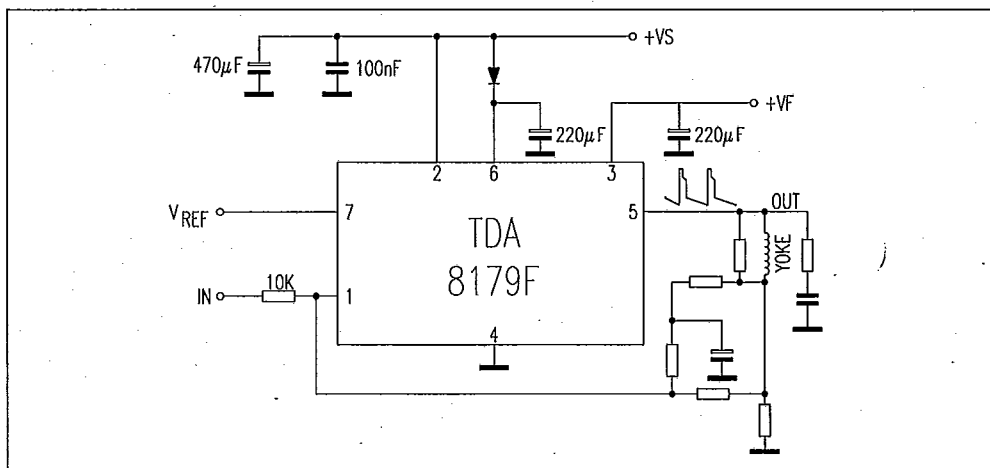 +VS
470µF
100nF
+VF
220µF
220µF
2
6
3
VREF
7
5
OUT
TDA
8179F
YOKE
IN
10K
1
4